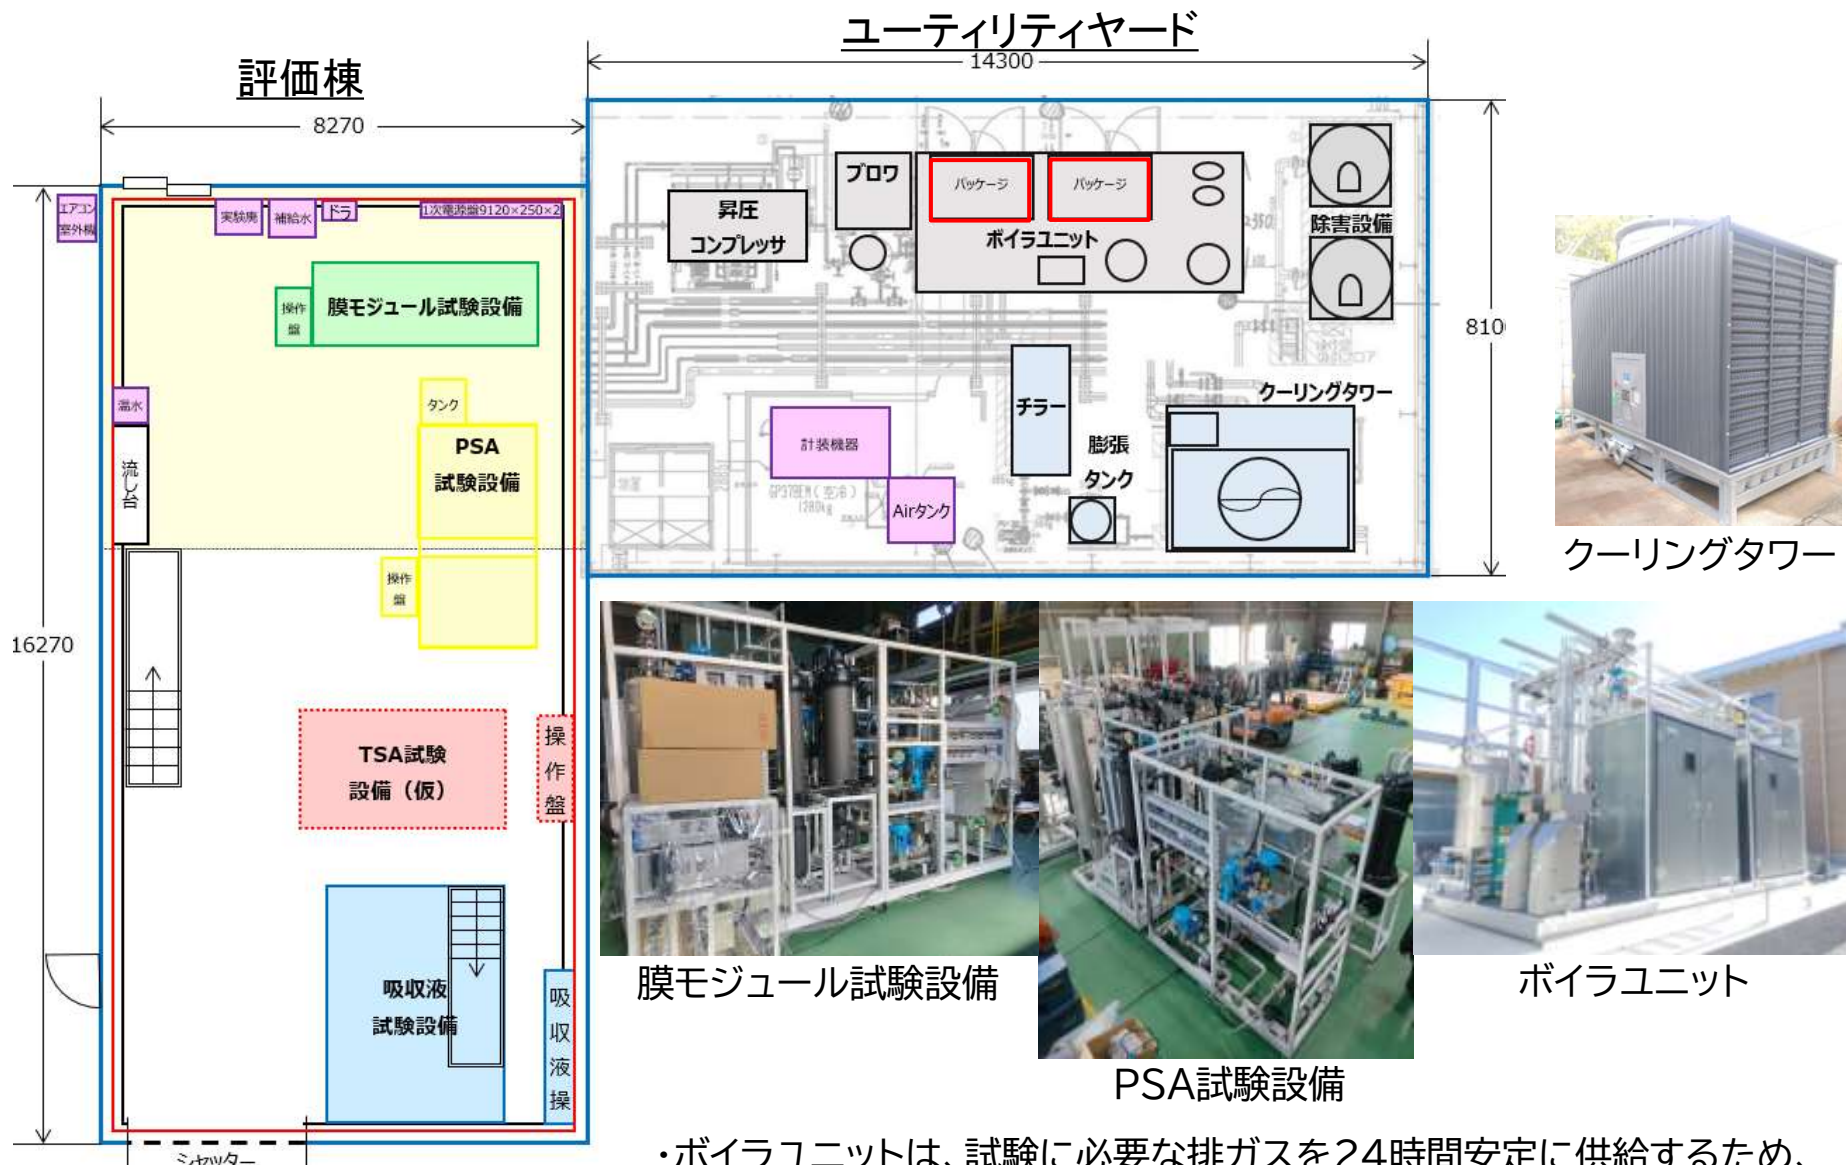 ユーティリティヤード
14300
評価棟
8270
16270
エアコン
室外機
実験廃
補給水
ドラ
1次電源盤9120×250×2
操作
盤
膜モジュール試験設備
温水
流し台
タンク
PSA
試験設備
操作
盤
TSA試験
設備（仮）
操作盤
吸収液
試験設備
吸収液操
シャッター
昇圧
コンプレッサ
ブロワ
パッケージ
パッケージ
ボイラユニット
除害設備
810
チラー
クーリングタワー
計装機器
膨張
タンク
Airタンク
クーリングタワー
膜モジュール試験設備
PSA試験設備
ボイラユニット
・ボイラユニットは、試験に必要な排ガスを24時間安定に供給するため、